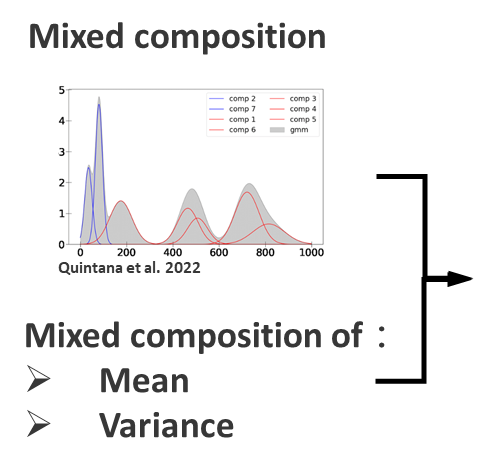 Mixed composition
5
4
3
2
1
0
0 200 400 600 800 1000
comp 2 comp 3
comp 7 comp 4
comp 1 comp 5
comp 6 gmm
Quintana et al. 2022
Mixed composition of：
Mean
Variance